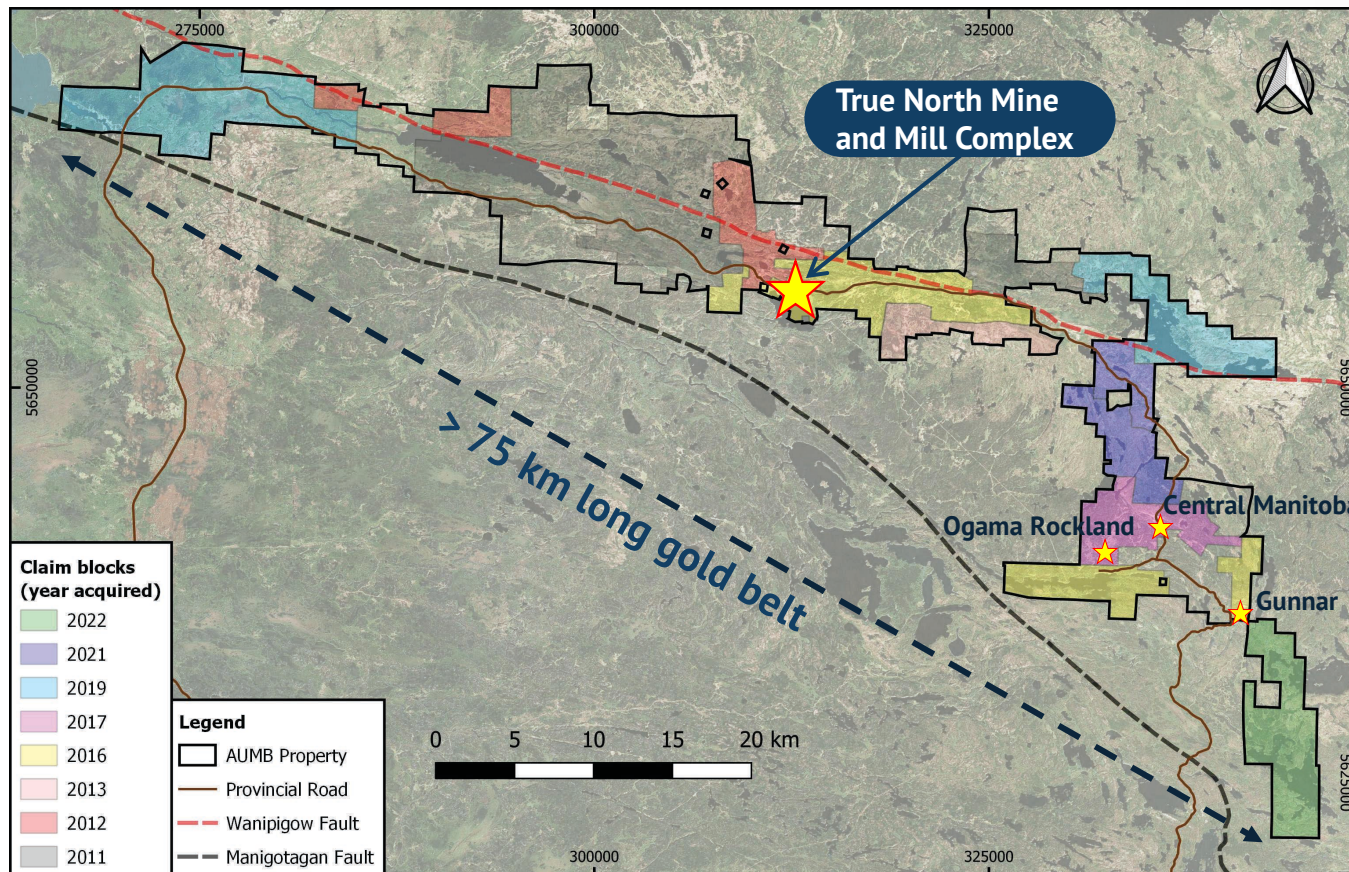 275000
300000
325000
True North Mine
and Mill Complex
5650000
5650000
> 75 km long gold belt
Central Manitoba
Ogama Rockland
Gunnar
Claim blocks
(year acquired)
2022
2021
2019
2017
2016
2013
2012
2011
Legend
AUMB Property
Provincial Road
Wanipigow Fault
Manigotagan Fault
0 5 10 15 20 km
5625000
300000
325000